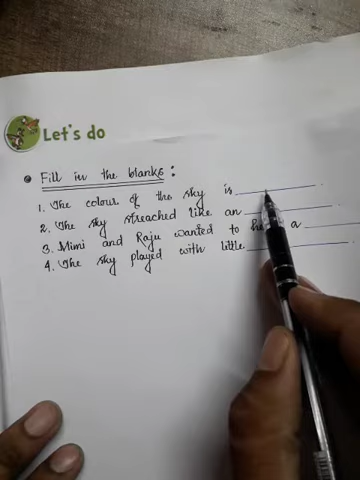 Let's do
Fill in the blanks :
1. The colour of the sky is
2. The sky streached like an
3. Mimi and Raju wanted to a
4. The sky played with little